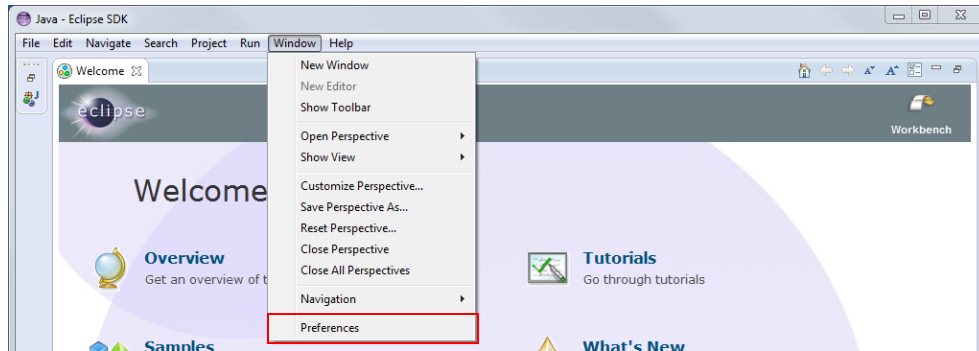 Java - Eclipse SDK
File Edit Navigate Search Project Run Window Help
Welcome
eclipse
Workbench
New Window
New Editor
Show Toolbar
Open Perspective
Show View
Customize Perspective...
Save Perspective As...
Reset Perspective...
Close Perspective
Close All Perspectives
Navigation
Preferences
Welcome
Overview
Get an overview of t
Tutorials
Go through tutorials
Samples
What's New